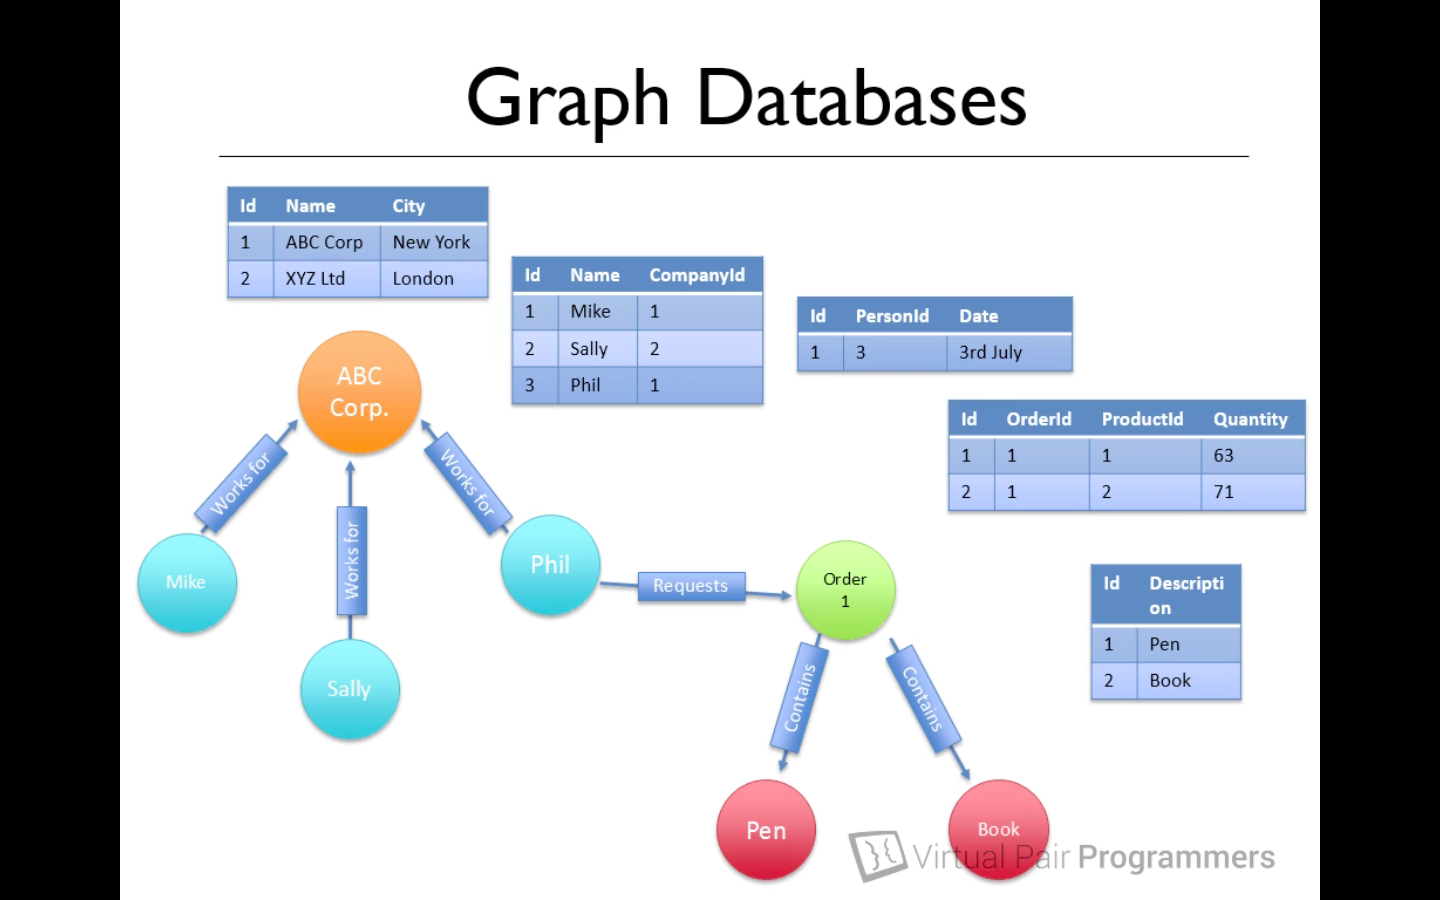 Graph Databases
Id Name City
1 ABC Corp New York
2 XYZ Ltd London
Id Name CompanyId
1 Mike 1
2 Sally 2
3 Phil 1
Id PersonId Date
1 3 3rd July
Id OrderId ProductId Quantity
1 1 1 63
2 1 2 71
Id Descripti
on
1 Pen
2 Book
ABC
Corp.
Works for
Works for
Works for
Mike
Sally
Phil
Requests
Order
1
Contains
Contains
Pen
Book
Virtual Pair Programmers